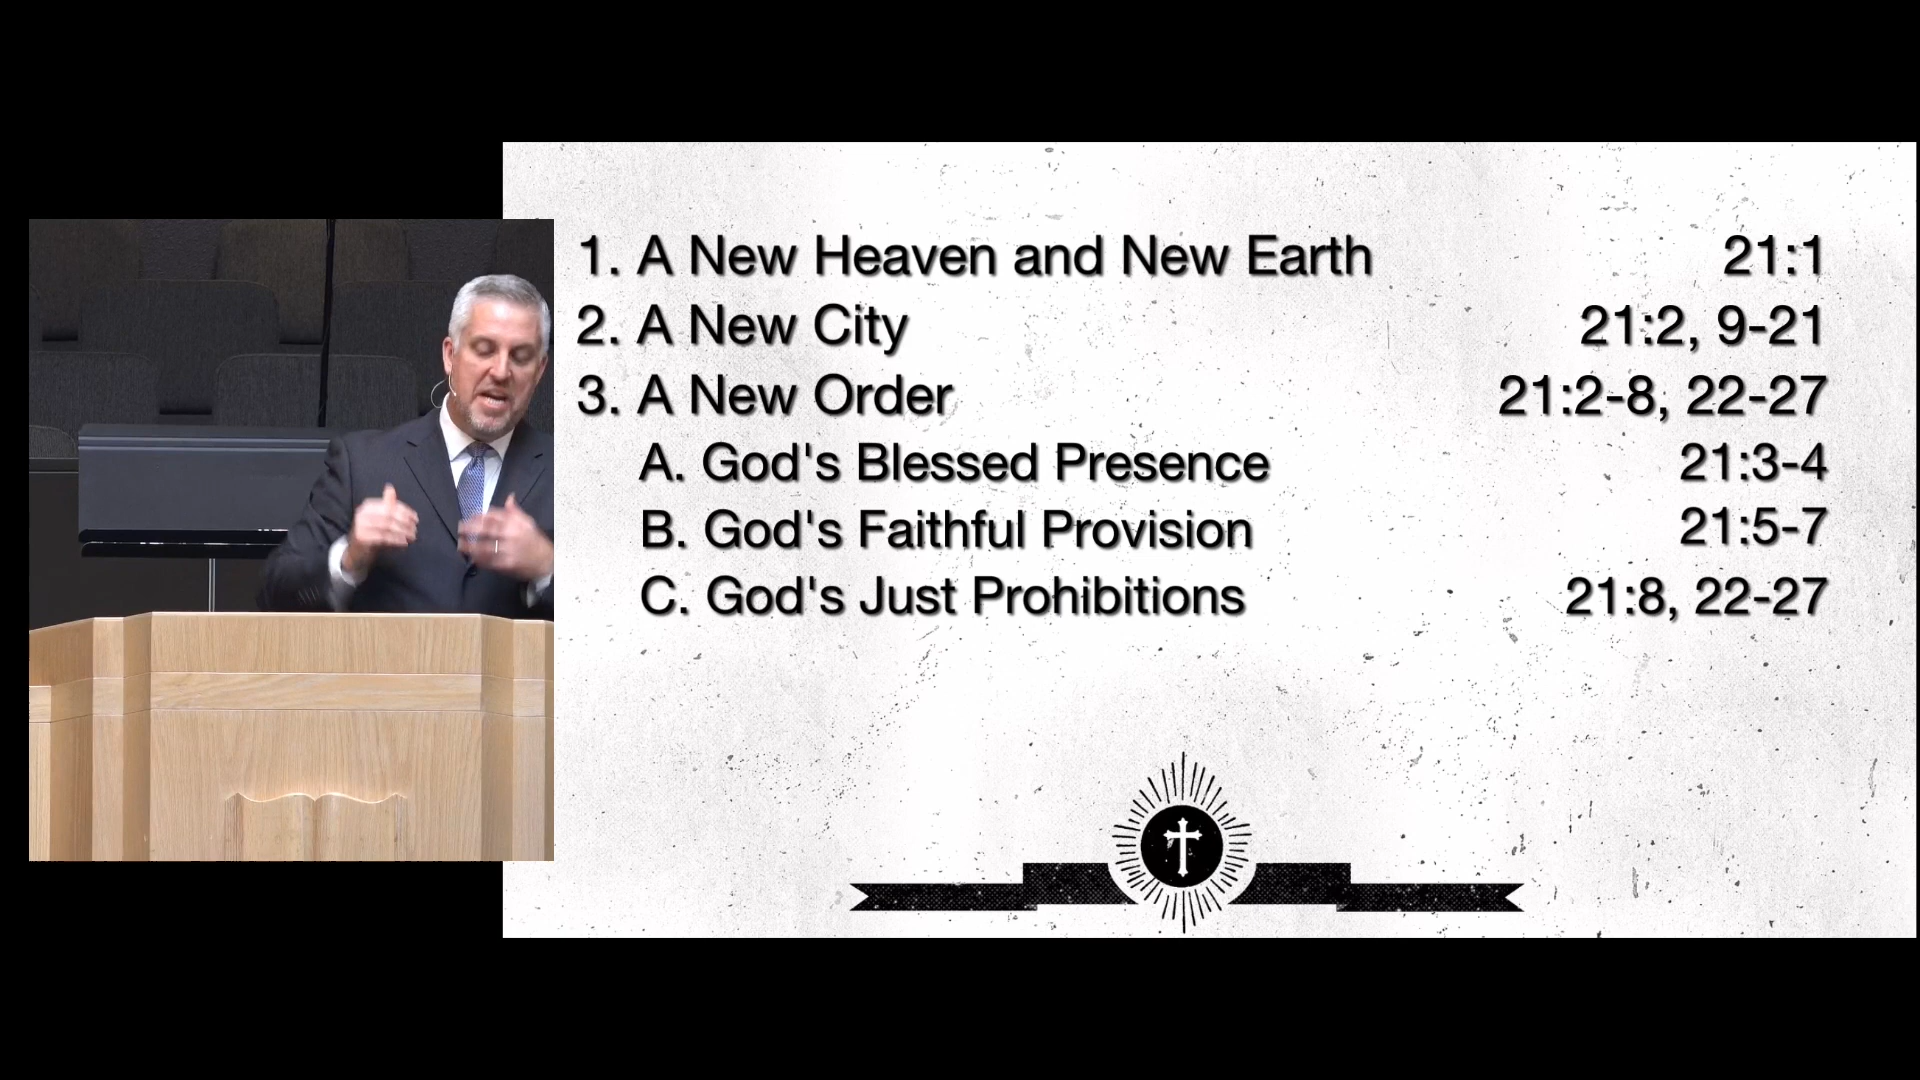 1. A New Heaven and New Earth 21:1
2. A New City 21:2, 9-21
3. A New Order 21:2-8, 22-27
A. God's Blessed Presence 21:3-4
B. God's Faithful Provision 21:5-7
C. God's Just Prohibitions 21:8, 22-27